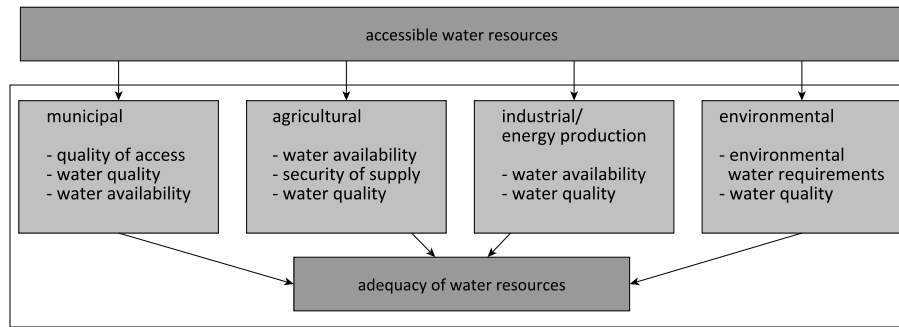 accessible water resources
municipal
- quality of access
- water quality
- water availability
agricultural
- water availability
- security of supply
- water quality
industrial/
energy production
- water availability
- water quality
environmental
- environmental
water requirements
- water quality
adequacy of water resources